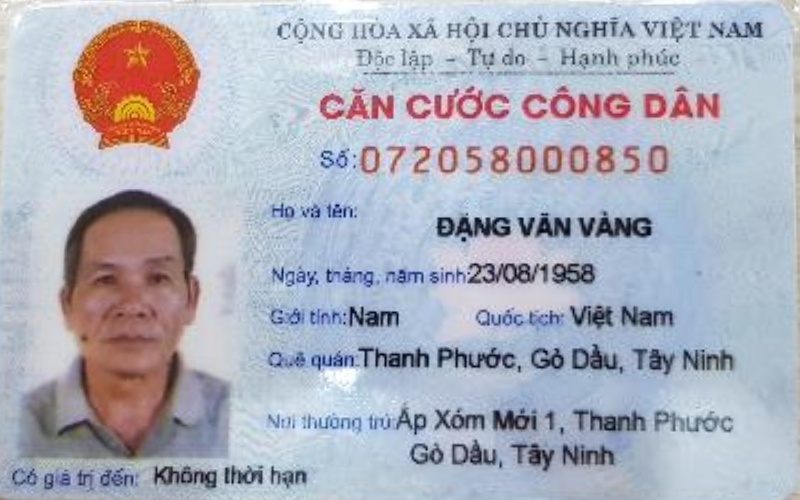 CỘNG HÒA XÃ HỘI CHỦ NGHĨA VIỆT NAM
Độc lập - Tự do - Hạnh phúc
CĂN CƯỚC CÔNG DÂN
Số: 072058000850
Họ và tên:
ĐẶNG VĂN VÀNG
Ngày, tháng, năm sinh: 23/08/1958
Giới tính: Nam Quốc tịch: Việt Nam
Quê quán: Thanh Phước, Gò Dầu, Tây Ninh
Nơi thường trú: Ấp Xóm Mới 1, Thanh Phước
Gò Dầu, Tây Ninh
Có giá trị đến: Không thời hạn